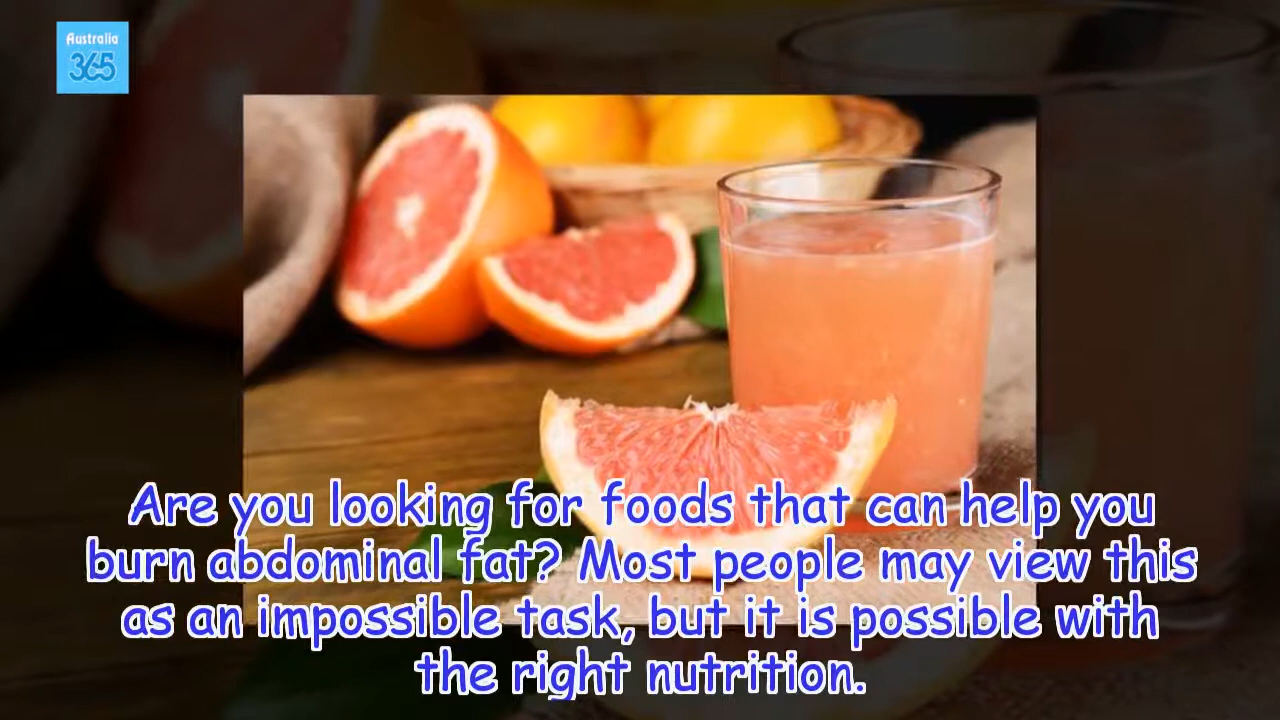 Australia
365
Are you looking for foods that can help you
burn abdominal fat? Most people may view this
as an impossible task, but it is possible with
the right nutrition.